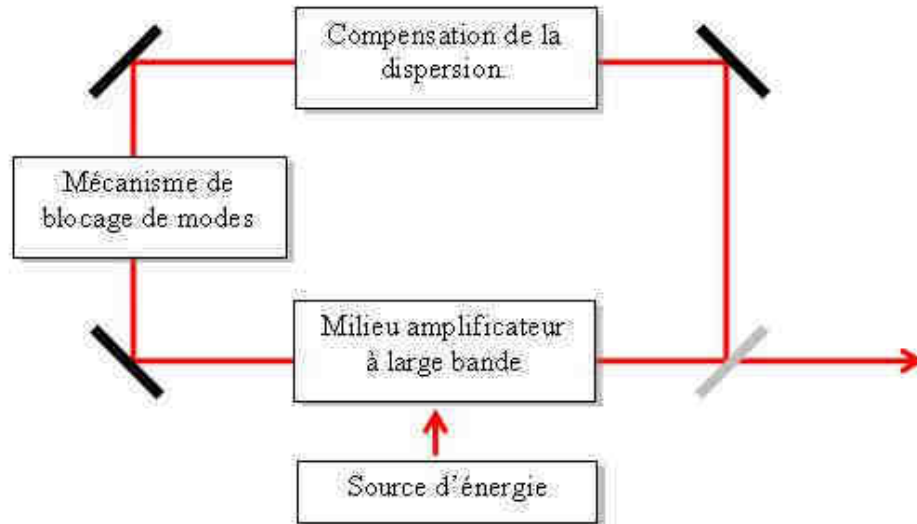 Compensation de la
dispersion.
Mécanisme de
blocage de modes
Milieu amplificateur
à large bande
Source d'énergie